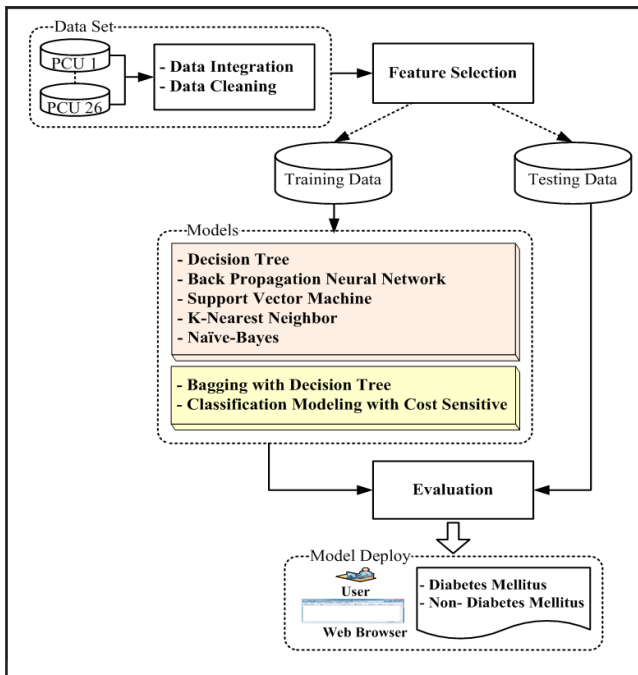 Data Set
PCU 1
PCU 26
- Data Integration
- Data Cleaning
Feature Selection
Training Data
Testing Data
Models
- Decision Tree
- Back Propagation Neural Network
- Support Vector Machine
- K-Nearest Neighbor
- Naïve-Bayes
- Bagging with Decision Tree
- Classification Modeling with Cost Sensitive
Evaluation
Model Deploy
User
Web Browser
- Diabetes Mellitus
- Non- Diabetes Mellitus